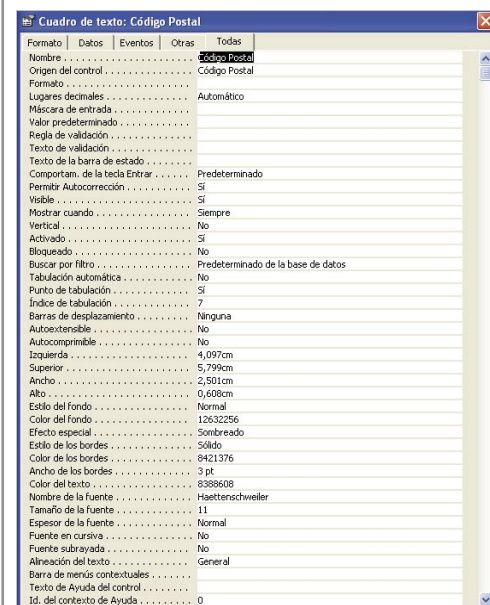 Cuadro de texto: Código Postal
Formato Datos Eventos Otras Todas
Nombre . . . . . . . . . . . . . . . . . . . . . . Código Postal
Origen del control . . . . . . . . . . . . . . Código Postal
Formato . . . . . . . . . . . . . . . . . . . . .
Lugares decimales . . . . . . . . . . . . . . Automático
Máscara de entrada . . . . . . . . . . . . .
Valor predeterminado . . . . . . . . . . . .
Regla de validación . . . . . . . . . . . . . .
Texto de validación . . . . . . . . . . . . . .
Texto de la barra de estado . . . . . . . .
Comportam. de la tecla Entrar . . . . . . Predeterminado
Permitir Autocorrección . . . . . . . . . . Sí
Visible . . . . . . . . . . . . . . . . . . . . . . Sí
Mostrar cuando . . . . . . . . . . . . . . . . Siempre
Vertical . . . . . . . . . . . . . . . . . . . . . No
Activado . . . . . . . . . . . . . . . . . . . . . Sí
Bloqueado . . . . . . . . . . . . . . . . . . . . No
Buscar por filtro . . . . . . . . . . . . . . . . Predeterminado de la base de datos
Tabulación automática . . . . . . . . . . . . No
Punto de tabulación . . . . . . . . . . . . . Sí
Índice de tabulación . . . . . . . . . . . . . 7
Barras de desplazamiento . . . . . . . . . Ninguna
Autoextensible . . . . . . . . . . . . . . . . . No
Autocomprimible . . . . . . . . . . . . . . . . No
Izquierda . . . . . . . . . . . . . . . . . . . . 4,097cm
Superior . . . . . . . . . . . . . . . . . . . . . 5,799cm
Ancho . . . . . . . . . . . . . . . . . . . . . . . 2,501cm
Alto . . . . . . . . . . . . . . . . . . . . . . . . 0,608cm
Estilo del fondo . . . . . . . . . . . . . . . . Normal
Color del fondo . . . . . . . . . . . . . . . . 12632256
Efecto especial . . . . . . . . . . . . . . . . . Sombreado
Estilo de los bordes . . . . . . . . . . . . . . Sólido
Color de los bordes . . . . . . . . . . . . . . 8421376
Ancho de los bordes . . . . . . . . . . . . . 3 pt
Color del texto . . . . . . . . . . . . . . . . . 8388608
Nombre de la fuente . . . . . . . . . . . . . Haettenschweiler
Tamaño de la fuente . . . . . . . . . . . . . 11
Espesor de la fuente . . . . . . . . . . . . . Normal
Fuente en cursiva . . . . . . . . . . . . . . . No
Fuente subrayada . . . . . . . . . . . . . . . No
Alineación del texto . . . . . . . . . . . . . . General
Barra de menús contextuales . . . . . . .
Texto de Ayuda del control . . . . . . . .
Id. del contexto de Ayuda . . . . . . . . . 0